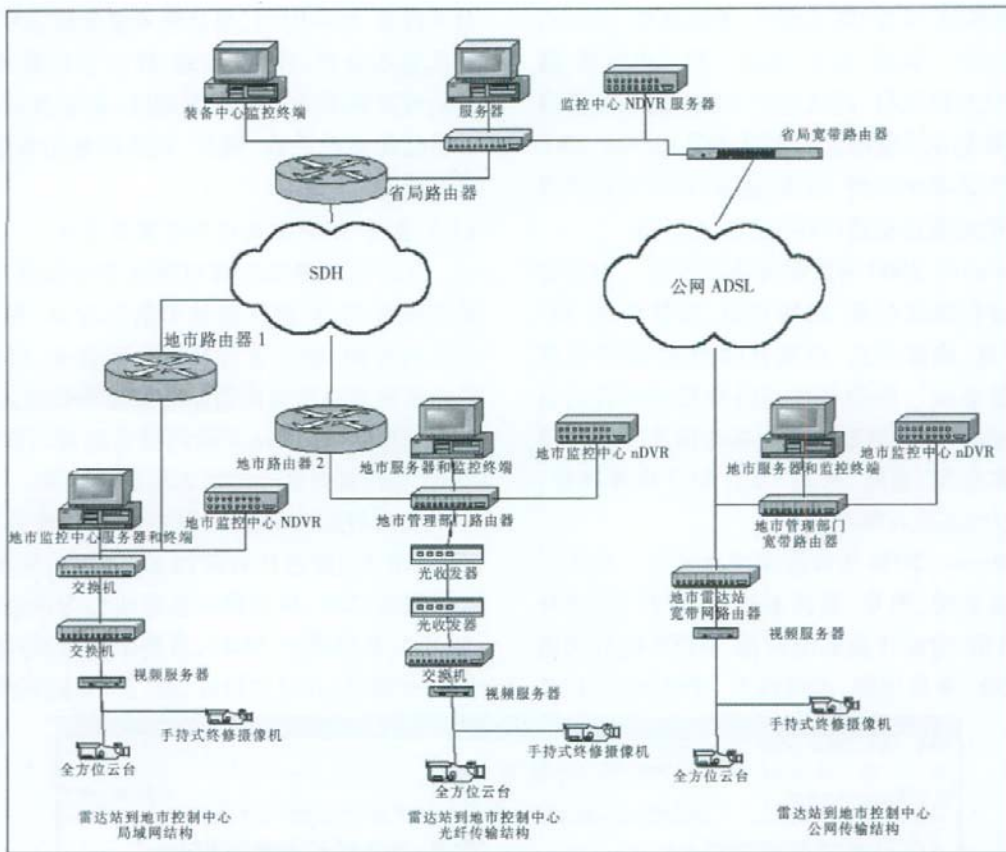 装备中心监控终端
服务器
监控中心 NDVR 服务器
省局宽带路由器
省局路由器
SDH
公网 ADSL
地市路由器 1
地市路由器 2
地市服务器和监控终端
地市监控中心 nDVR
地市服务器和监控终端
地市监控中心 nDVR
地市监控中心 NDVR
地市监控中心服务器和终端
地市管理部门路由器
地市管理部门
宽带路由器
交换机
光收发器
地市雷达站
宽带网路由器
光收发器
视频服务器
交换机
交换机
视频服务器
视频服务器
手持式终修摄像机
手持式终修摄像机
手持式终修摄像机
全方位云台
全方位云台
全方位云台
雷达站到地市控制中心
局域网结构
雷达站到地市控制中心
光纤传输结构
雷达站到地市控制中心
公网传输结构